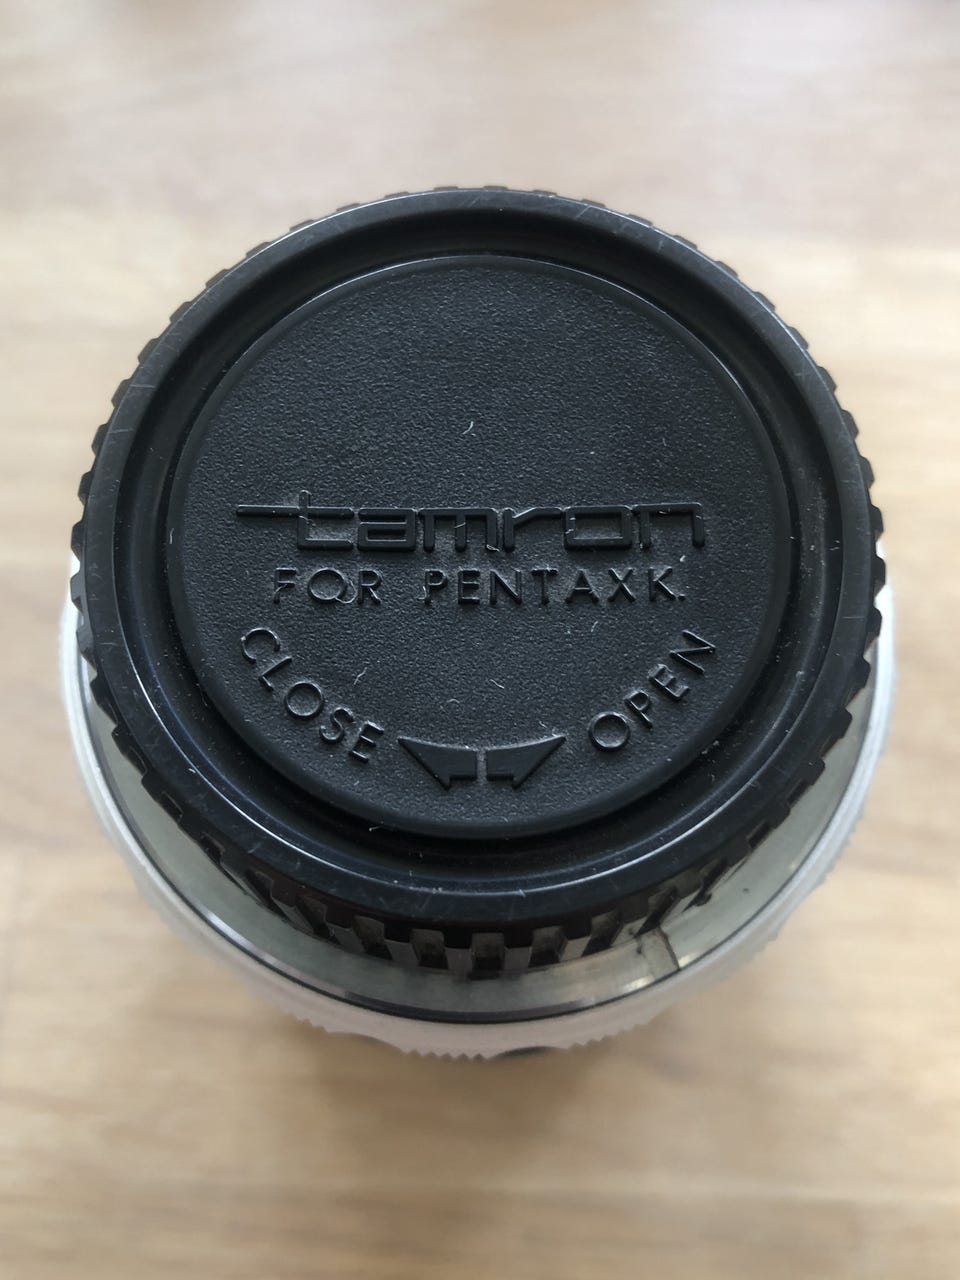 tamron
FOR PENTAX K.
CLOSE OPEN